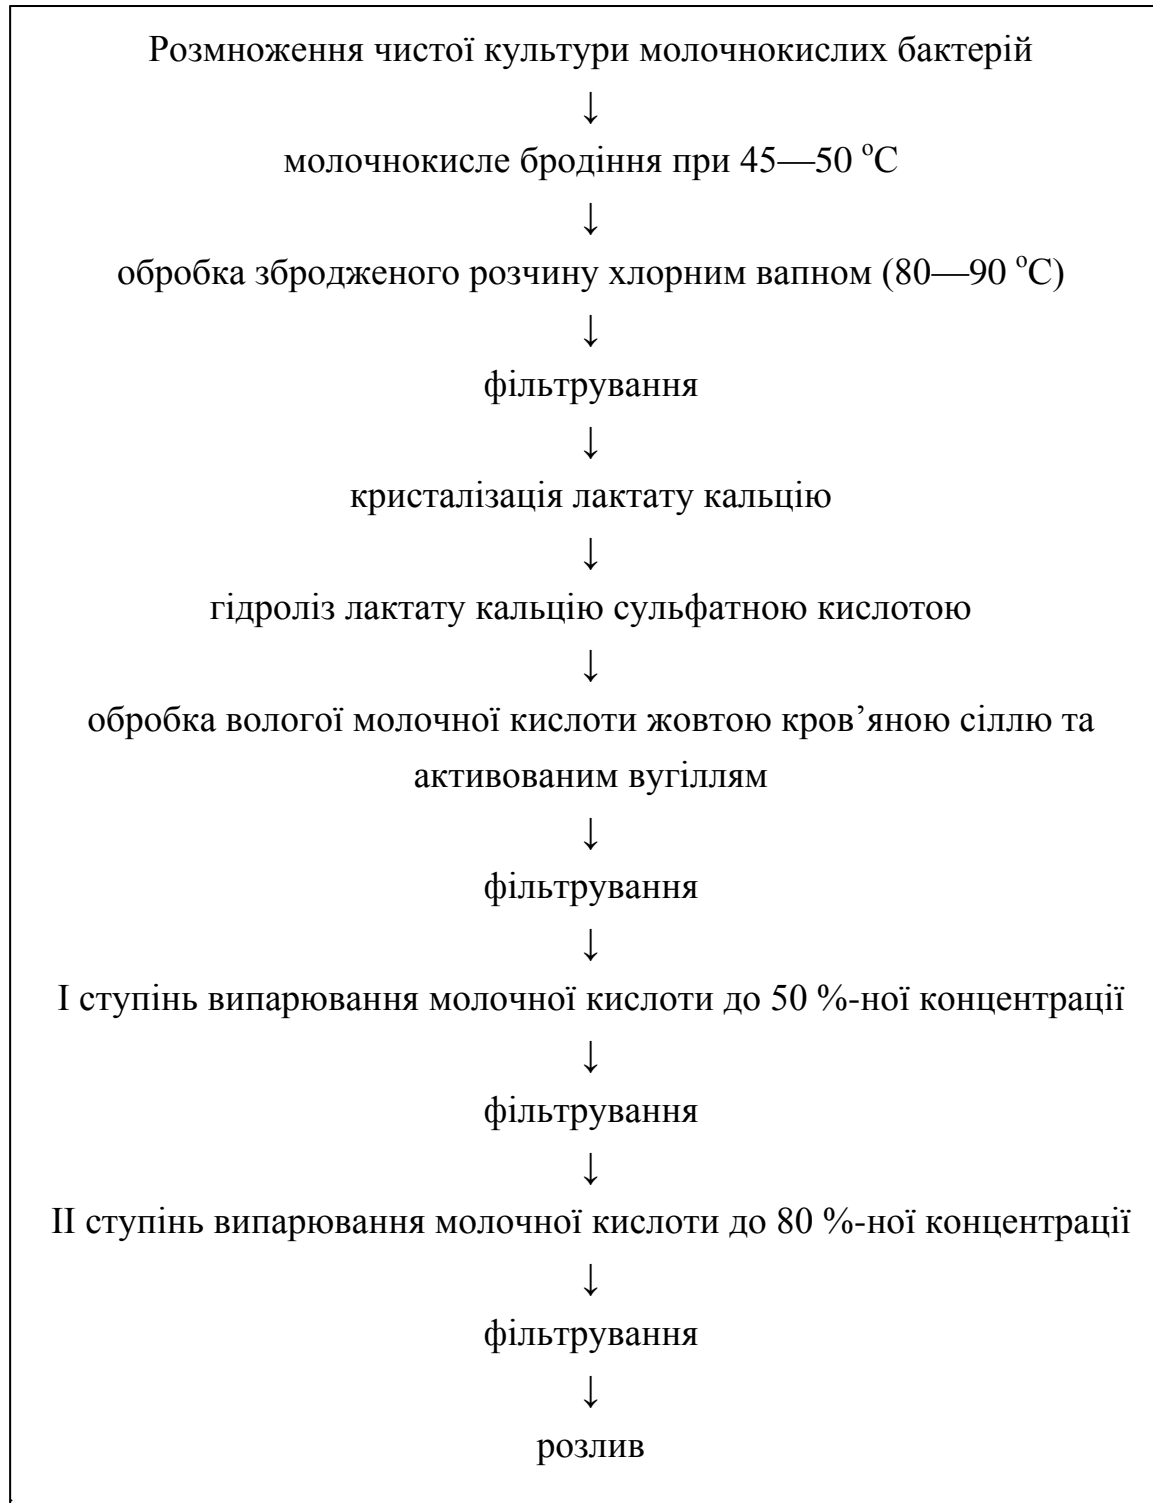 Розмноження чистої культури молочнокислих бактерій
↓
молочнокисле бродіння при 45—50 ºС
↓
обробка збродженого розчину хлорним вапном (80—90 ºС)
↓
фільтрування
↓
кристалізація лактату кальцію
↓
гідроліз лактату кальцію сульфатною кислотою
↓
обробка вологої молочної кислоти жовтою кров’яною сіллю та
активованим вугіллям
↓
фільтрування
↓
І ступінь випарювання молочної кислоти до 50 %-ної концентрації
↓
фільтрування
↓
ІІ ступінь випарювання молочної кислоти до 80 %-ної концентрації
↓
фільтрування
↓
розлив